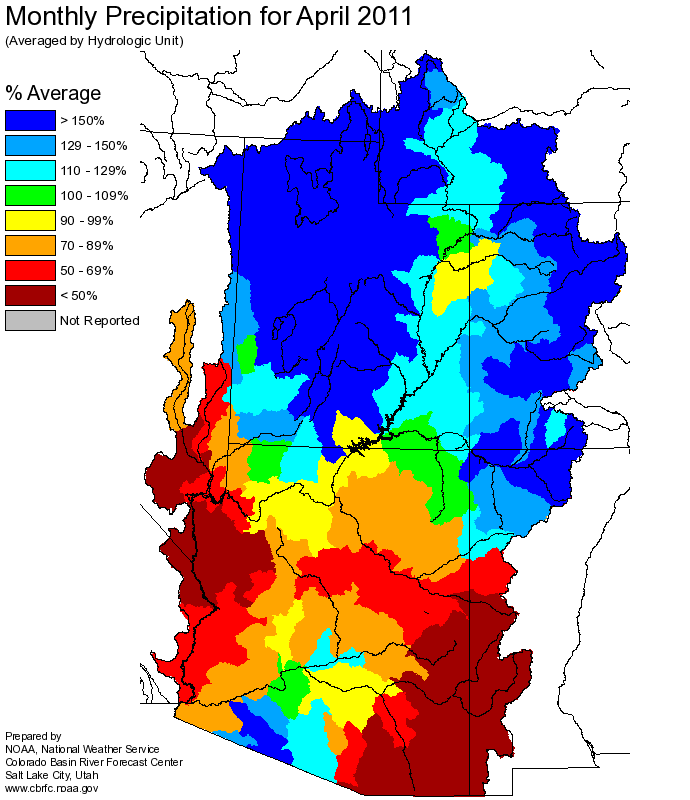 Monthly Precipitation for April 2011
(Averaged by Hydrologic Unit)
% Average
> 150%
129 - 150%
110 - 129%
100 - 109%
90 - 99%
70 - 89%
50 - 69%
< 50%
Not Reported
Prepared by
NOAA, National Weather Service
Colorado Basin River Forecast Center
Salt Lake City, Utah
www.cbrfc.noaa.gov